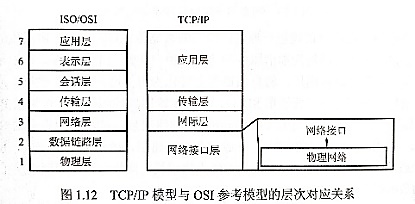 ISO/OSI TCP/IP
7 应用层
6 表示层 应用层
5 会话层
4 传输层 传输层
3 网络层 网际层 网络接口
2 数据链路层 网络接口层 物理网络
1 物理层
图 1.12 TCP/IP 模型与 OSI 参考模型的层次对应关系